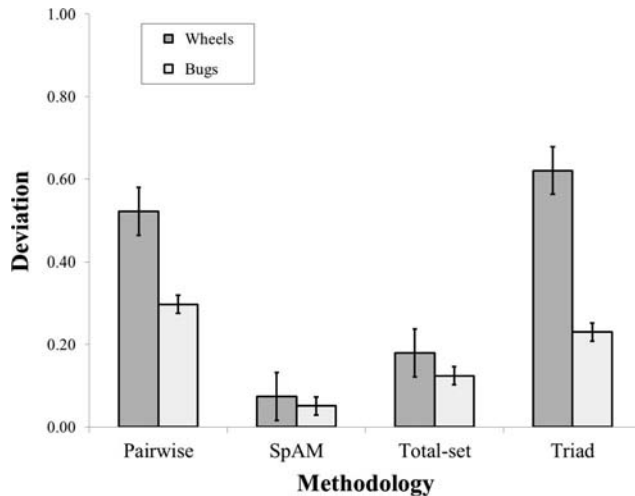 1.00
Wheels
Bugs
0.80
0.60
0.40
0.20
0.00
Deviation
Pairwise SpAM Total-set Triad
Methodology